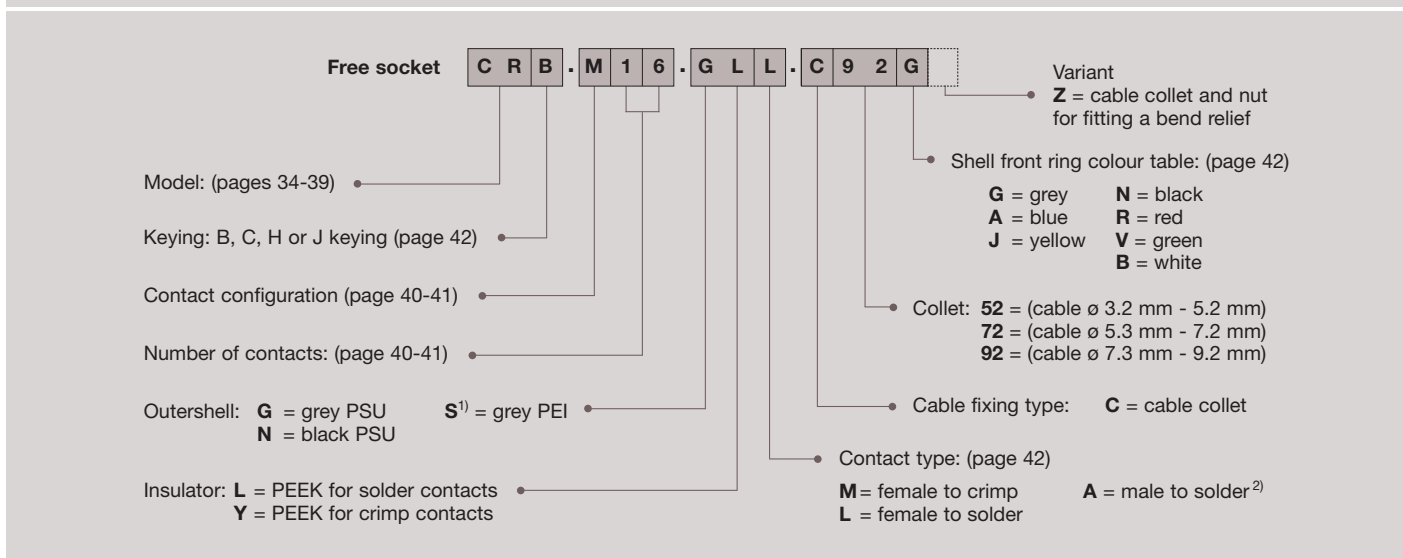 Free socket C R B . M 1 6 . G L L . C 9 2 G
Variant
Z = cable collet and nut
for fitting a bend relief
Shell front ring colour table: (page 42)
G = grey N = black
A = blue R = red
J = yellow V = green
B = white
Model: (pages 34-39)
Keying: B, C, H or J keying (page 42)
Contact configuration (page 40-41)
Collet: 52 = (cable ø 3.2 mm - 5.2 mm)
72 = (cable ø 5.3 mm - 7.2 mm)
92 = (cable ø 7.3 mm - 9.2 mm)
Number of contacts: (page 40-41)
Outershell: G = grey PSU S1) = grey PEI
N = black PSU
Cable fixing type: C = cable collet
Contact type: (page 42)
M = female to crimp A = male to solder 2)
L = female to solder
Insulator: L = PEEK for solder contacts
Y = PEEK for crimp contacts